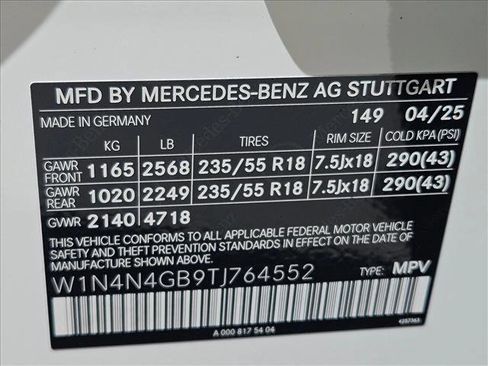 MFD BY MERCEDES-BENZ AG STUTTGART
MADE IN GERMANY 149 04/25
KG LB TIRES RIM SIZE COLD KPA(PSI)
GAWR FRONT 1165 2568 235/55 R18 7.5Jx18 290(43)
GAWR REAR 1020 2249 235/55 R18 7.5Jx18 290(43)
GVWR 2140 4718
THIS VEHICLE CONFORMS TO ALL APPLICABLE FEDERAL MOTOR VEHICLE
SAFETY AND THEFT PREVENTION STANDARDS IN EFFECT ON THE DATE
OF MANUFACTURE SHOWN ABOVE.
W1N4N4GB9TJ764552 TYPE: MPV
A 000 817 54 04